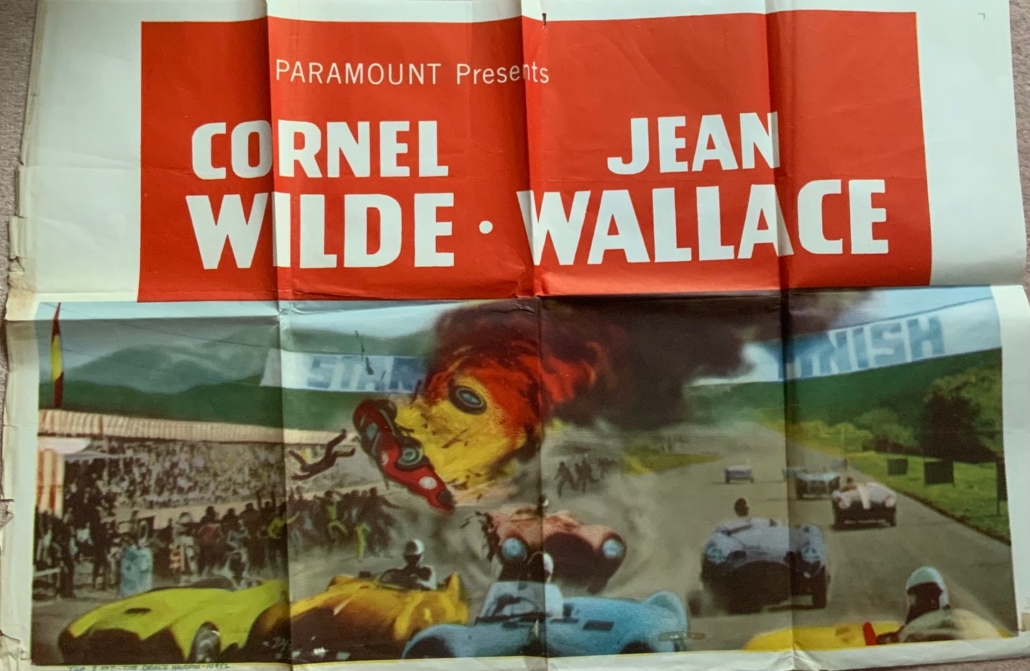 PARAMOUNT Presents
CORNEL JEAN
WILDE · WALLACE
START
FINISH